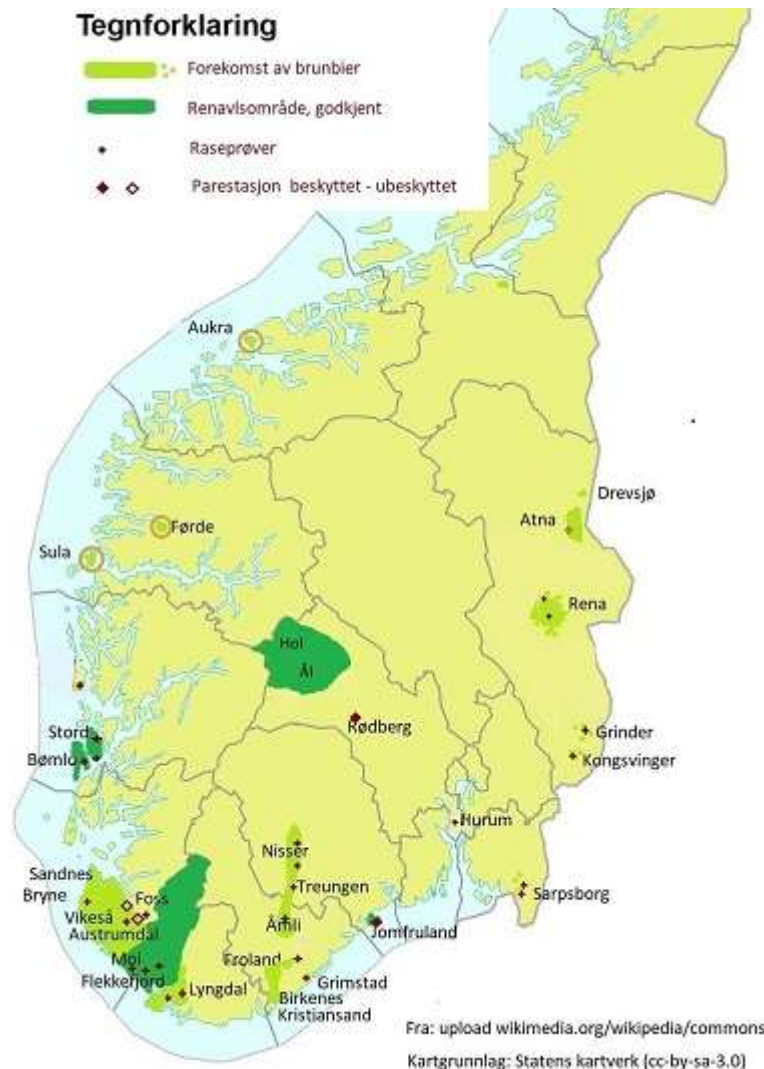 Tegnforklaring
Forekomst av brunbier
Renavlsområde, godkjent
Raseprøver
Parestasjon beskyttet - ubeskyttet
Aukra
Drevsjø
Atna
Førde
Sula
Rena
Hol
Ål
Rødberg
Stord
Grinder
Bømlo
Kongsvinger
Hurum
Nisser
Sandnes
Treungen
Bryne
Foss
Sarpsborg
Vikeså
Åmli
Austrumdal
Jomfruland
Moi
Froland
Flekkefjord
Lyngdal
Grimstad
Birkenes
Kristiansand
Fra: upload wikimedia.org/wikipedia/commons
Kartgrunnlag: Statens kartverk (cc-by-sa-3.0)